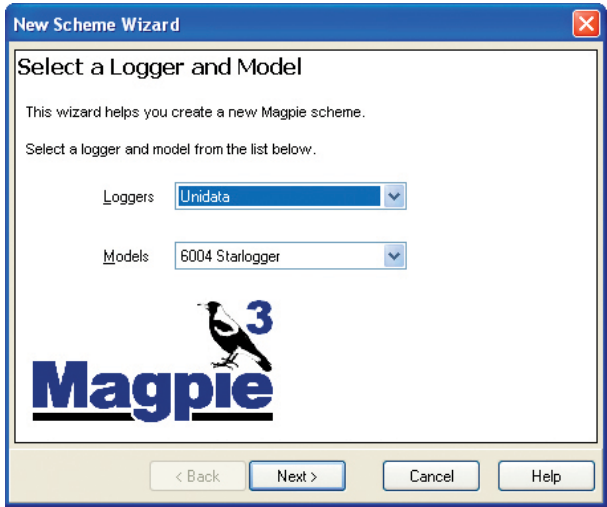 New Scheme Wizard
Select a Logger and Model
This wizard helps you create a new Magpie scheme.
Select a logger and model from the list below.
Loggers Unidata
Models 6004 Starlogger
3
Magpie
< Back Next > Cancel Help